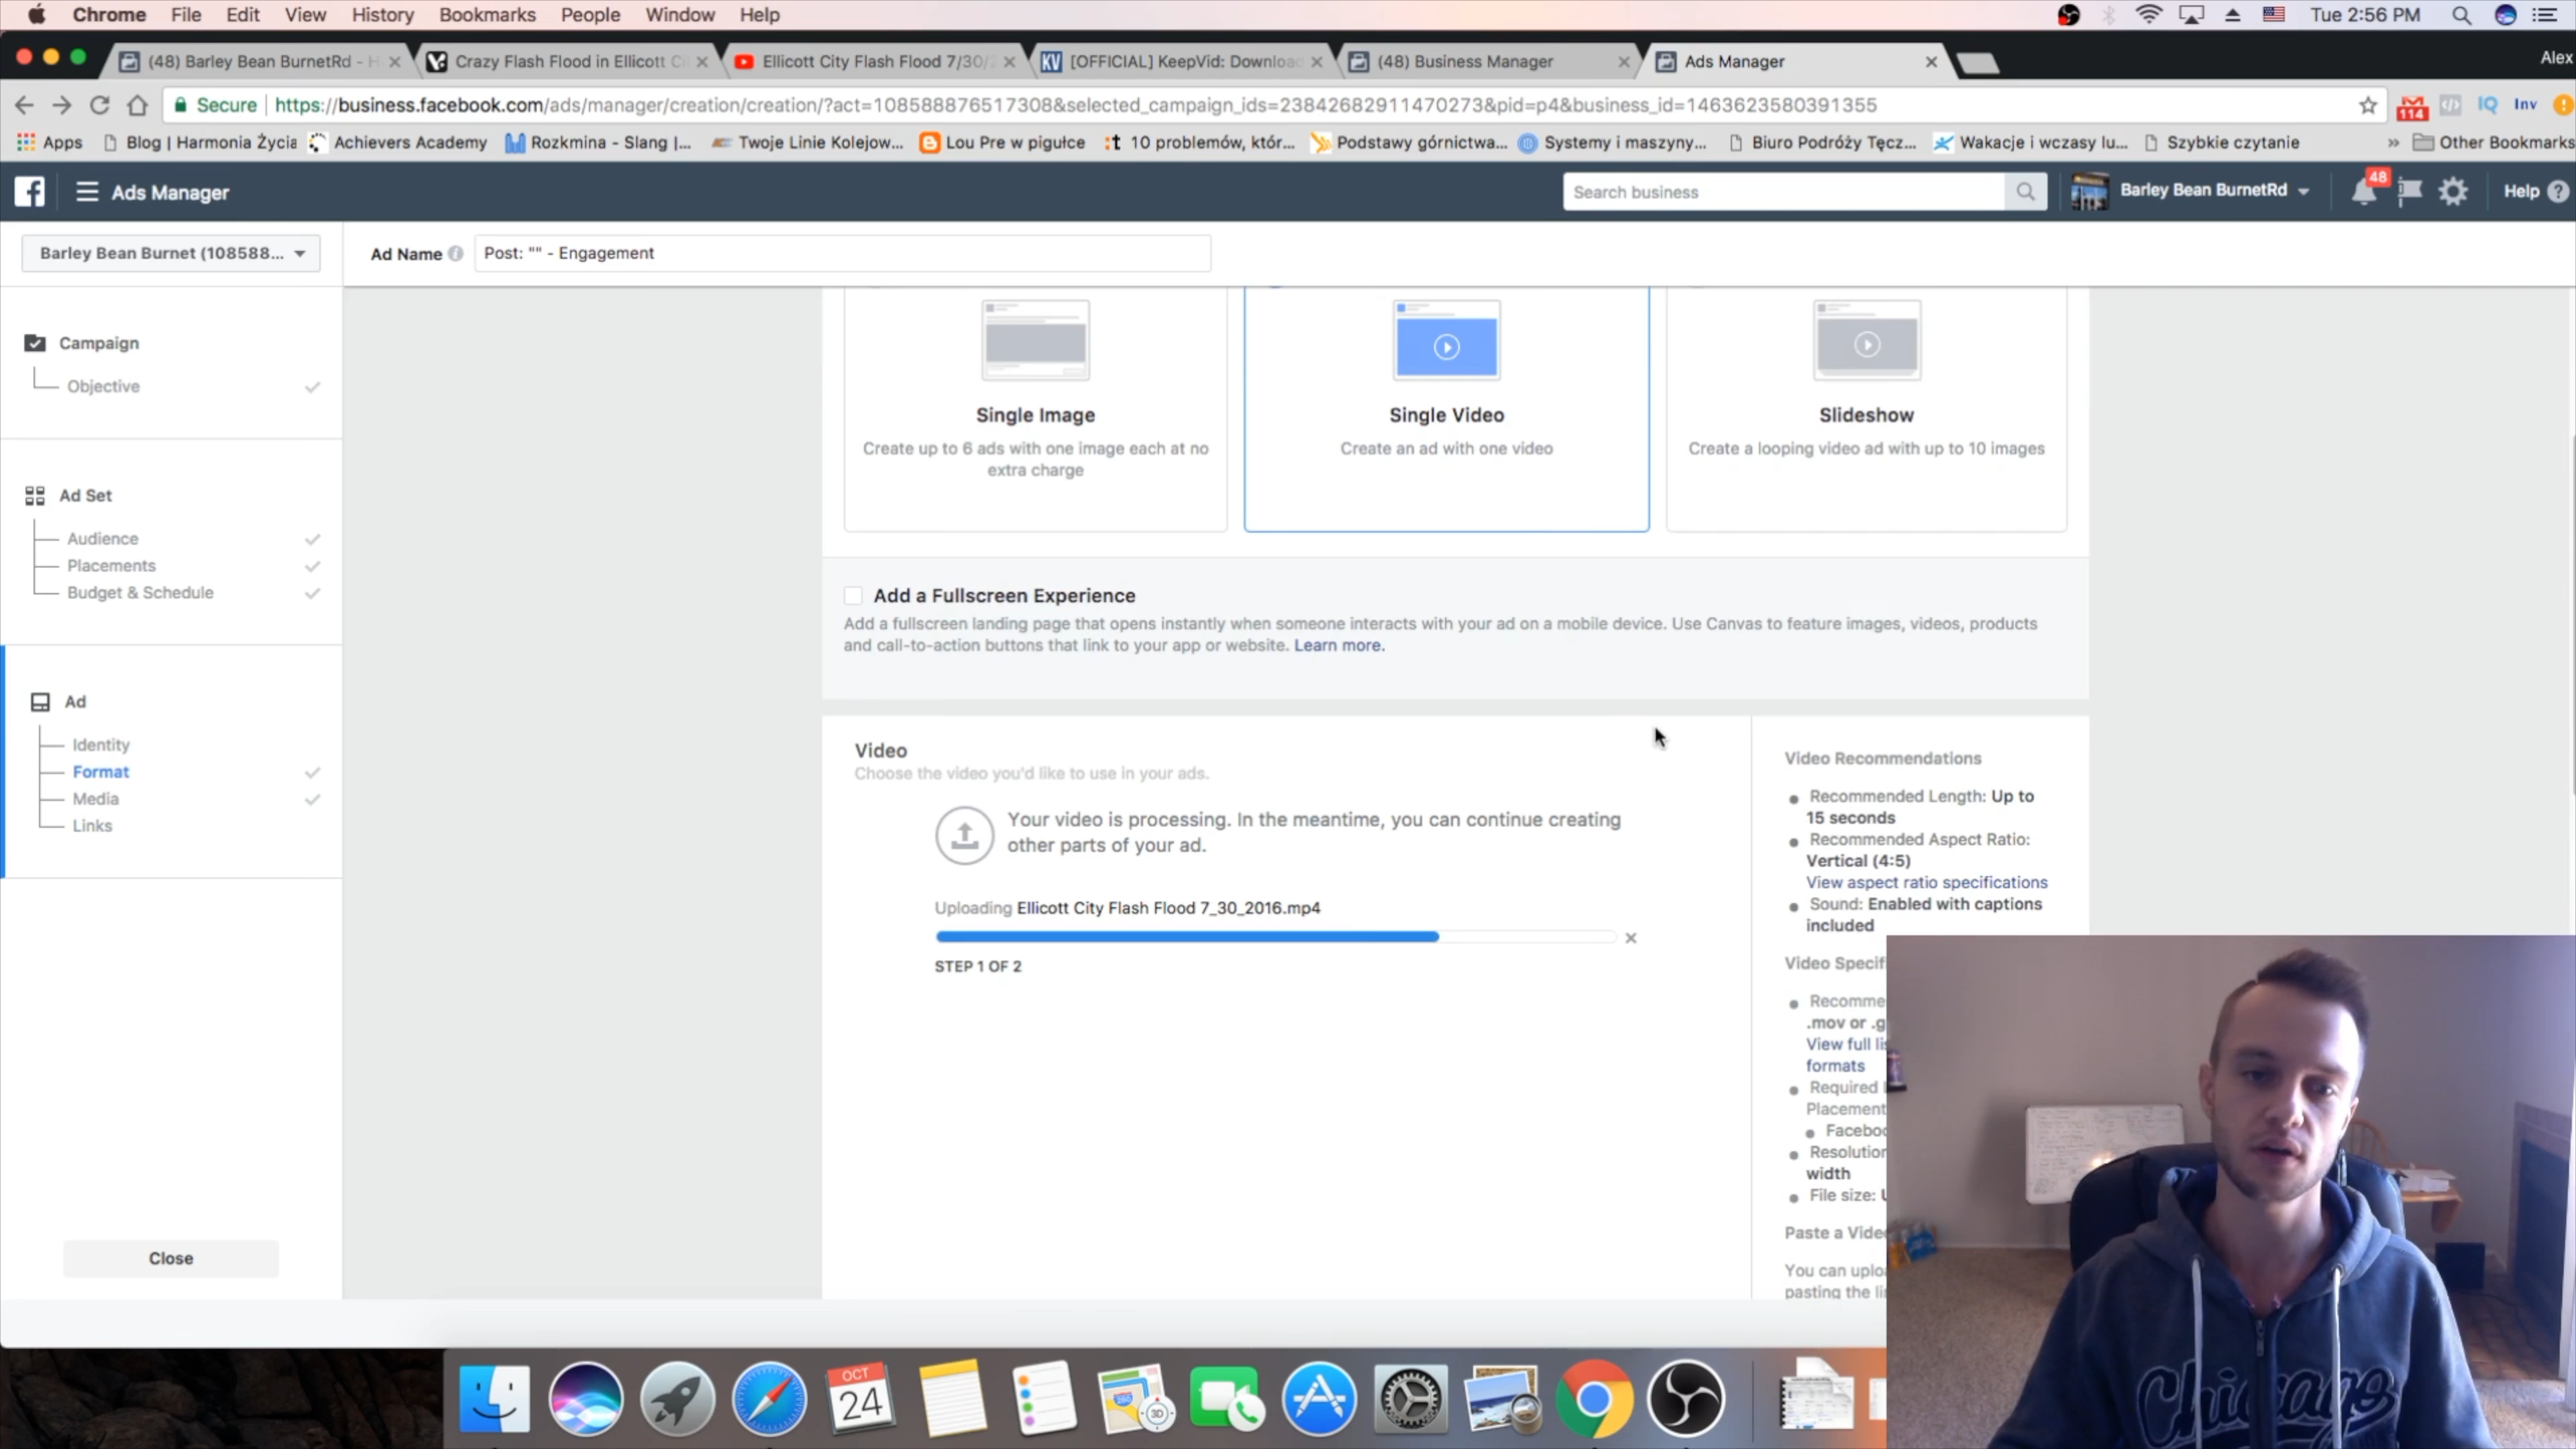 Chrome File Edit View History Bookmarks People Window Help
Tue 2:56 PM
(48) Barley Bean BurnetRd - H
Crazy Flash Flood in Ellicott Ci
Ellicott City Flash Flood 7/30/2
KV [OFFICIAL] KeepVid: Download
(48) Business Manager
Ads Manager
Alex
Secure https://business.facebook.com/ads/manager/creation/creation/?act=108588876517308&selected_campaign_ids=23842682911470273&pid=p4&business_id=1463623580391355
114
IQ
Inv
Apps
Blog | Harmonia Życia
Achievers Academy
Rozkmina - Slang |...
Twoje Linie Kolejow...
Lou Pre w pigułce
:t 10 problemów, któr...
Podstawy górnictwa...
Systemy i maszyny...
Biuro Podróży Tęcz...
Wakacje i wczasy lu...
Szybkie czytanie
» Other Bookmarks
f Ads Manager
Search business
Barley Bean BurnetRd
48
Help ?
Barley Bean Burnet (108588...
Ad Name
Post: "" - Engagement
Campaign
Objective
Ad Set
Audience
Placements
Budget & Schedule
Ad
Identity
Format
Media
Links
Close
Single Image
Create up to 6 ads with one image each at no
extra charge
Single Video
Create an ad with one video
Slideshow
Create a looping video ad with up to 10 images
Add a Fullscreen Experience
Add a fullscreen landing page that opens instantly when someone interacts with your ad on a mobile device. Use Canvas to feature images, videos, products
and call-to-action buttons that link to your app or website. Learn more.
Video
Choose the video you'd like to use in your ads.
Your video is processing. In the meantime, you can continue creating
other parts of your ad.
Uploading Ellicott City Flash Flood 7_30_2016.mp4
STEP 1 OF 2
Video Recommendations
Recommended Length: Up to
15 seconds
Recommended Aspect Ratio:
Vertical (4:5)
View aspect ratio specifications
Sound: Enabled with captions
included
Video Specif
Recomme
.mov or .g
View full lis
formats
Required
Placement
Faceboo
Resolution
width
File size: U
Paste a Vide
You can uploa
pasting the li
OCT
24
3D
Chicago